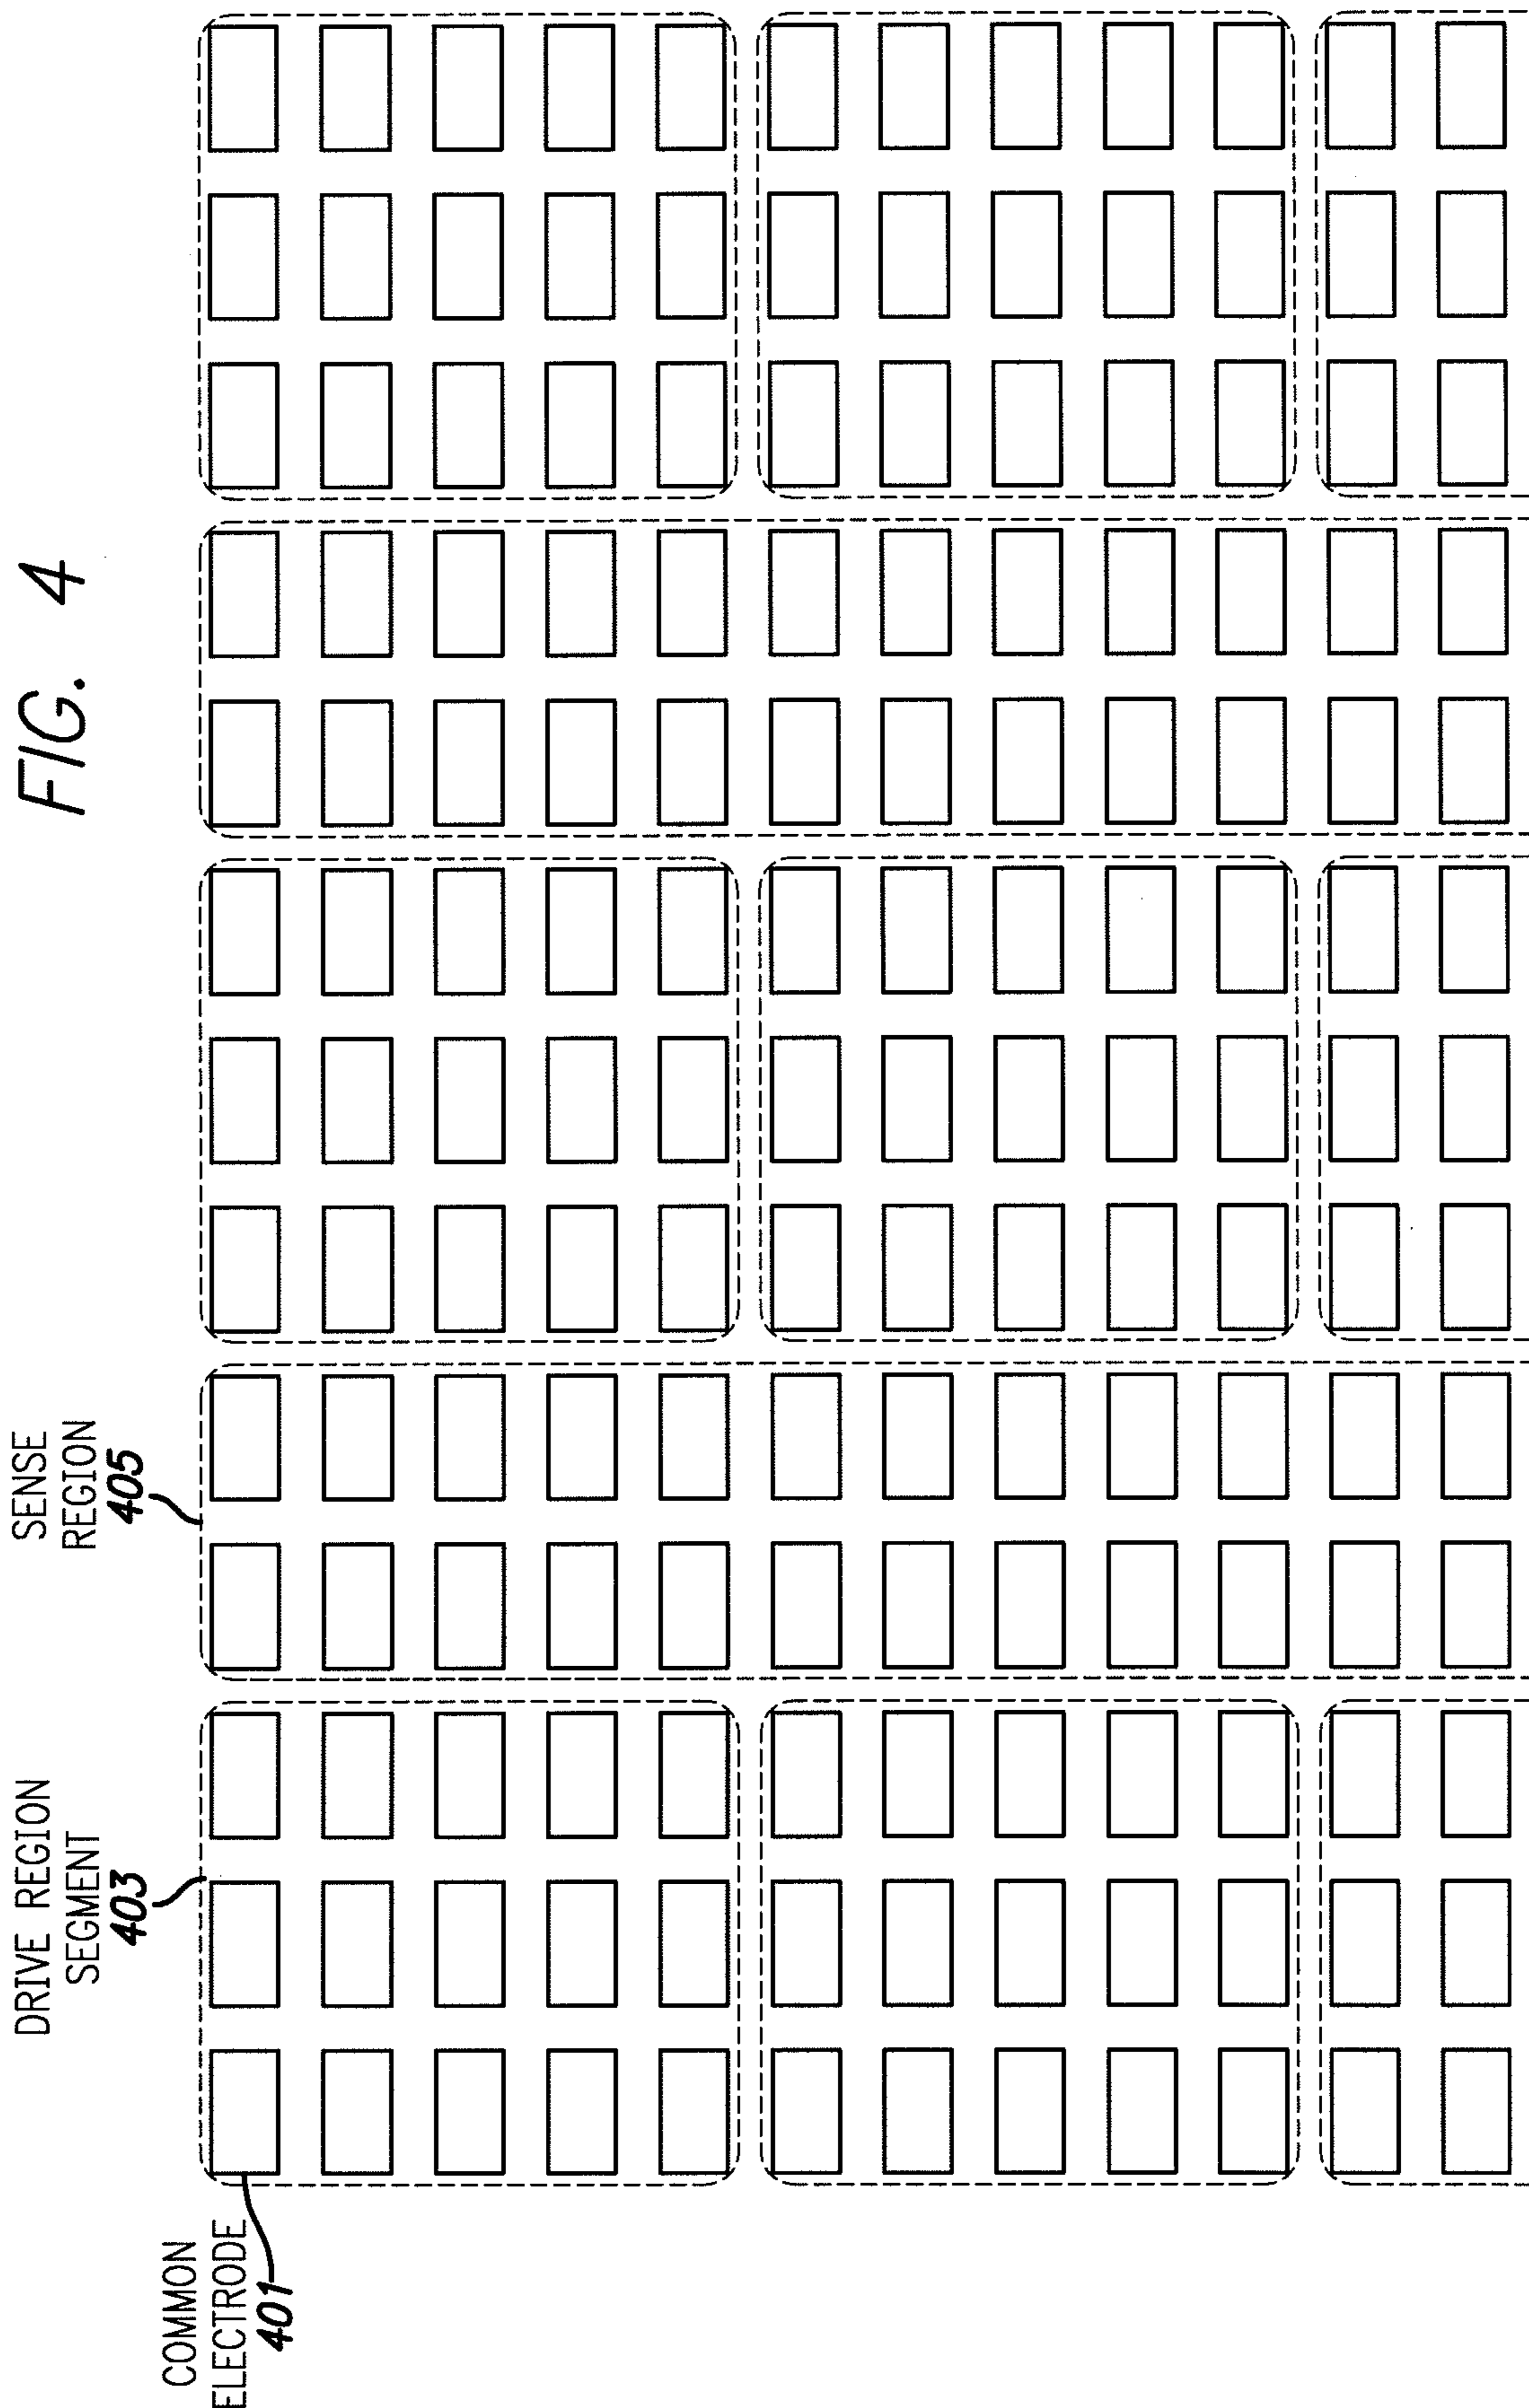 FIG. 4
COMMON
ELECTRODE
401
DRIVE REGION
SEGMENT
403
SENSE
REGION
405